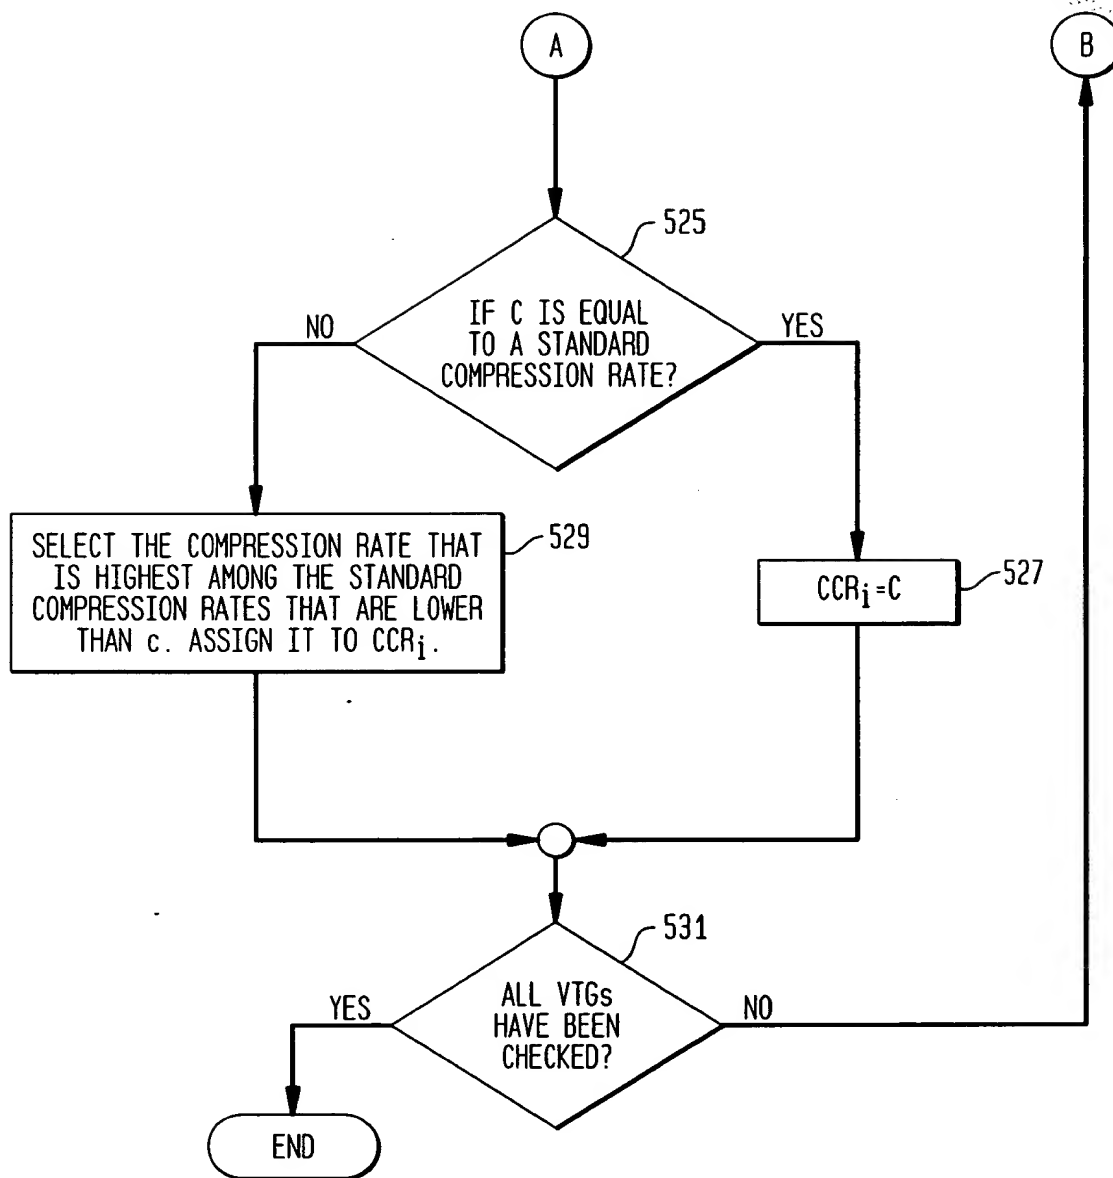 A
B
525
IF C IS EQUAL
TO A STANDARD
COMPRESSION RATE?
NO
YES
SELECT THE COMPRESSION RATE THAT
IS HIGHEST AMONG THE STANDARD
COMPRESSION RATES THAT ARE LOWER
THAN c. ASSIGN IT TO CCRi.
529
CCRi=C
527
531
ALL VTGs
HAVE BEEN
CHECKED?
YES
NO
END